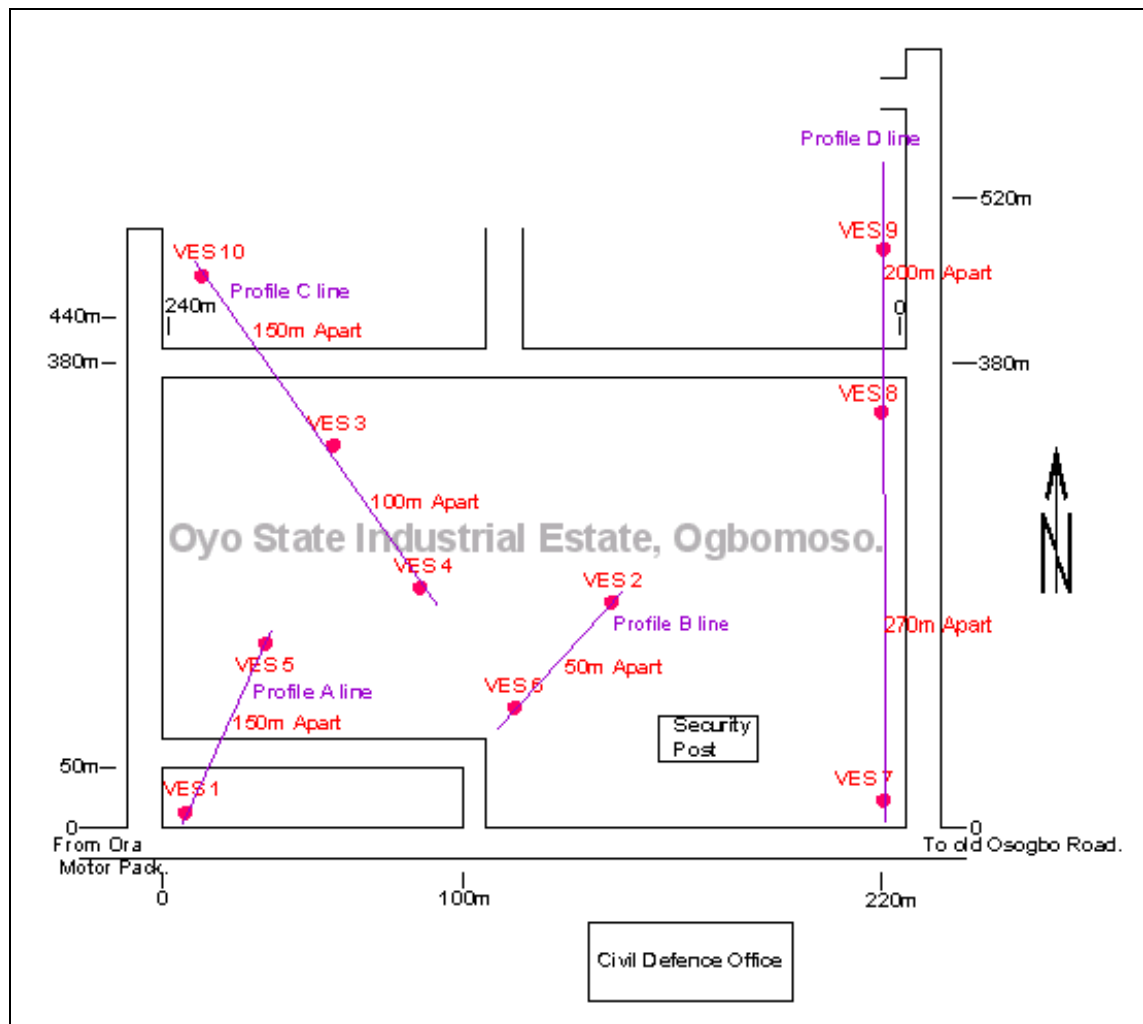 Profile D line
520m
VES 9
VES 10
200m Apart
Profile C line
240m
0
440m
150m Apart
380m
380m
VES 8
VES 3
100m Apart
Oyo State Industrial Estate, Ogbomoso.
VES 4
VES 2
Profile B line
270m Apart
VES 5
50m Apart
Profile A line
VES 6
150m Apart
Security
Post
50m
VES 7
VES 1
0
0
From Ora
Motor Pack.
To old Osogbo Road.
0
100m
220m
Civil Defence Office
N